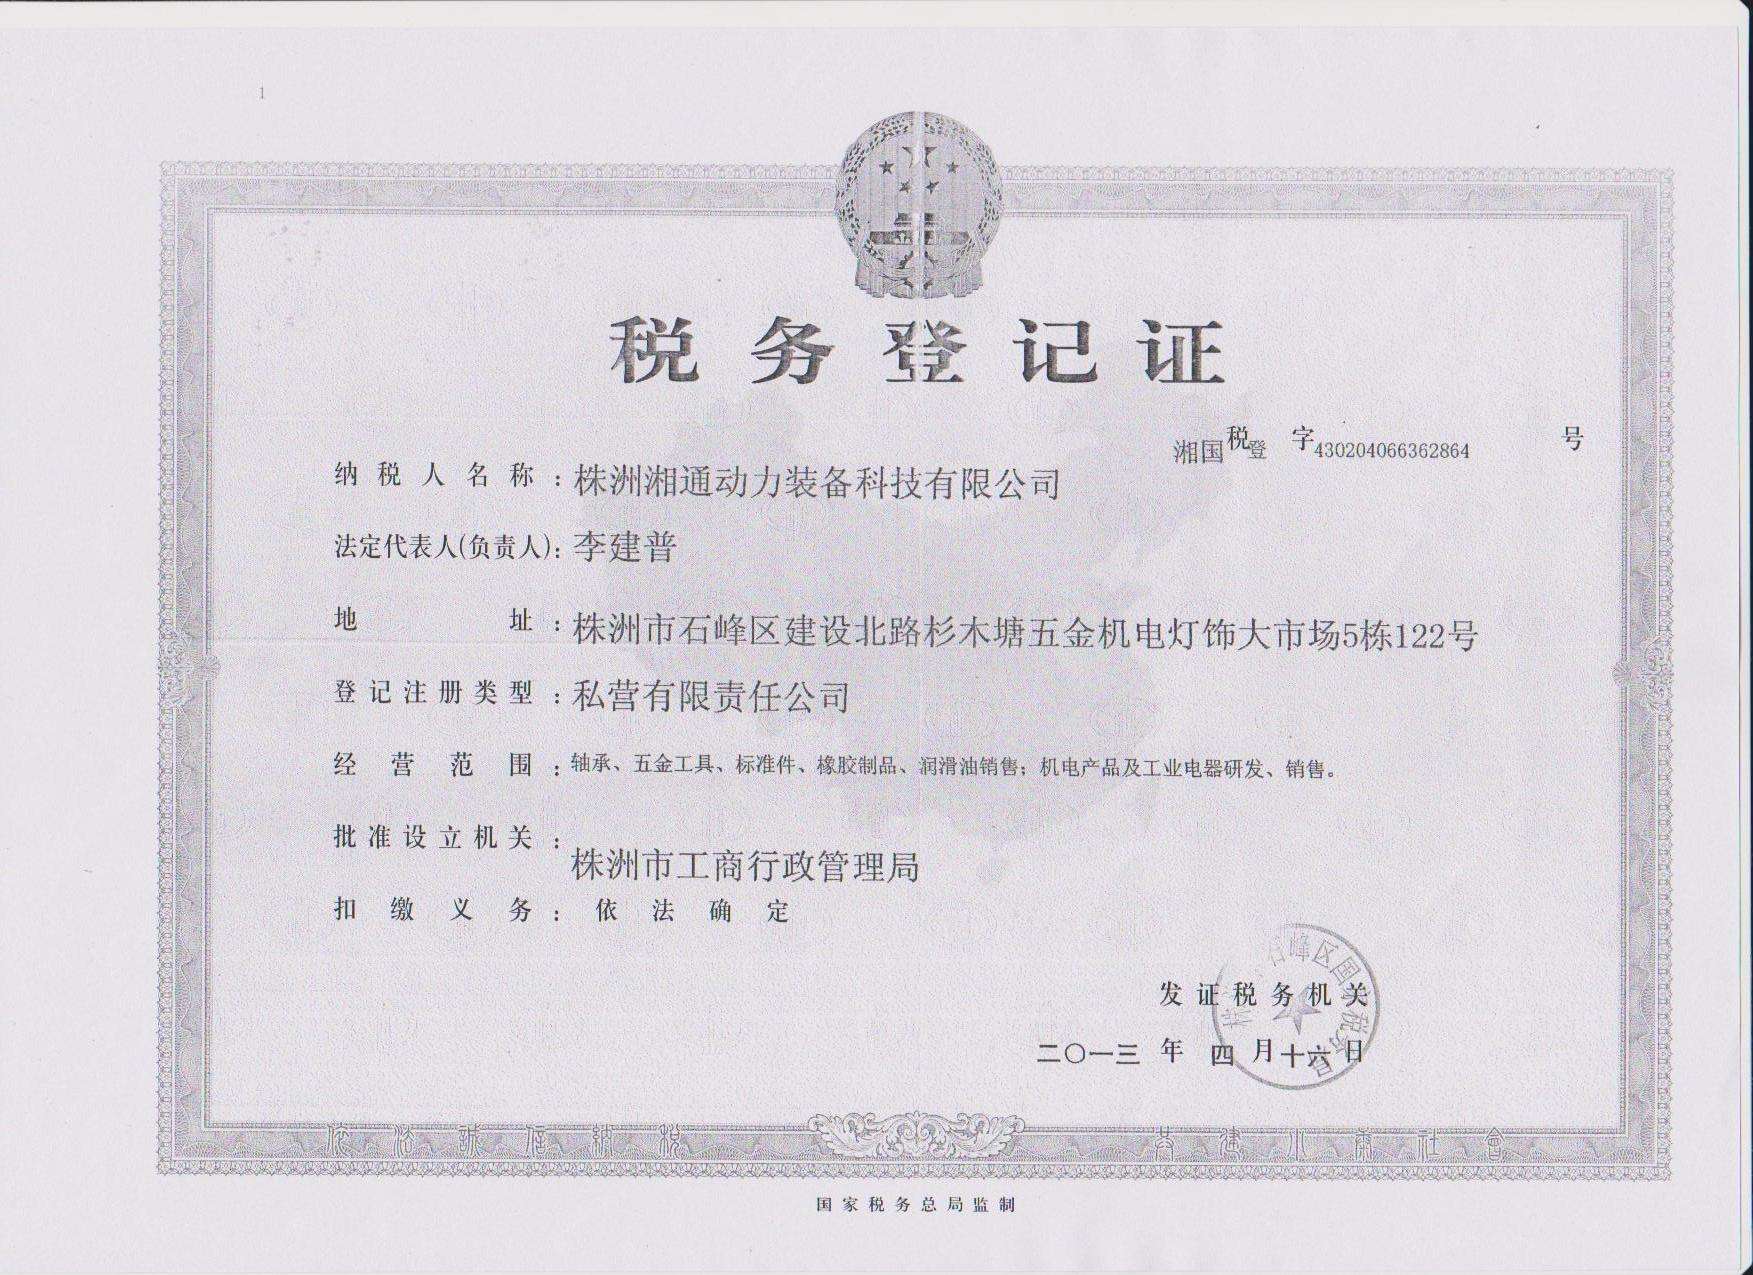 1
税务登记证
湘国税登字430204066362864号
纳税人名称：株洲湘通动力装备科技有限公司
法定代表人(负责人)：李建普
地址：株洲市石峰区建设北路杉木塘五金机电灯饰大市场5栋122号
登记注册类型：私营有限责任公司
经营范围：轴承、五金工具、标准件、橡胶制品、润滑油销售；机电产品及工业电器研发、销售。
批准设立机关：株洲市工商行政管理局
扣缴义务：依法确定
石峰区国家税务局
发证税务机关
二〇一三年四月十六日
依法誠信納税 共建小康社會
国家税务总局监制